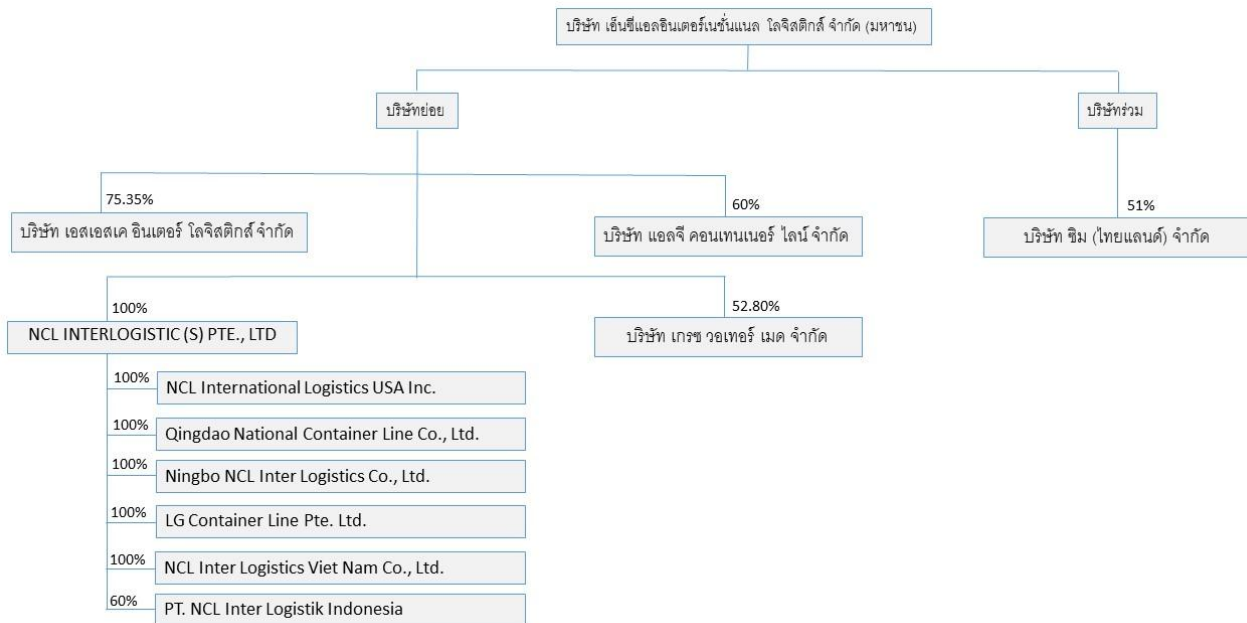 บริษัท เอ็นซีแอลอินเตอร์เนชั่นแนล โลจิสติกส์ จำกัด (มหาชน)
บริษัทย่อย
บริษัทร่วม
75.35%
บริษัท เอสเอสเค อินเตอร์ โลจิสติกส์ จำกัด
60%
บริษัท แอลจี คอนเทนเนอร์ ไลน์ จำกัด
51%
บริษัท ซิม (ไทยแลนด์) จำกัด
100%
NCL INTERLOGISTIC (S) PTE., LTD
52.80%
บริษัท เกรซ วอเทอร์ เมด จำกัด
100%
NCL International Logistics USA Inc.
100%
Qingdao National Container Line Co., Ltd.
100%
Ningbo NCL Inter Logistics Co., Ltd.
100%
LG Container Line Pte. Ltd.
100%
NCL Inter Logistics Viet Nam Co., Ltd.
60%
PT. NCL Inter Logistik Indonesia